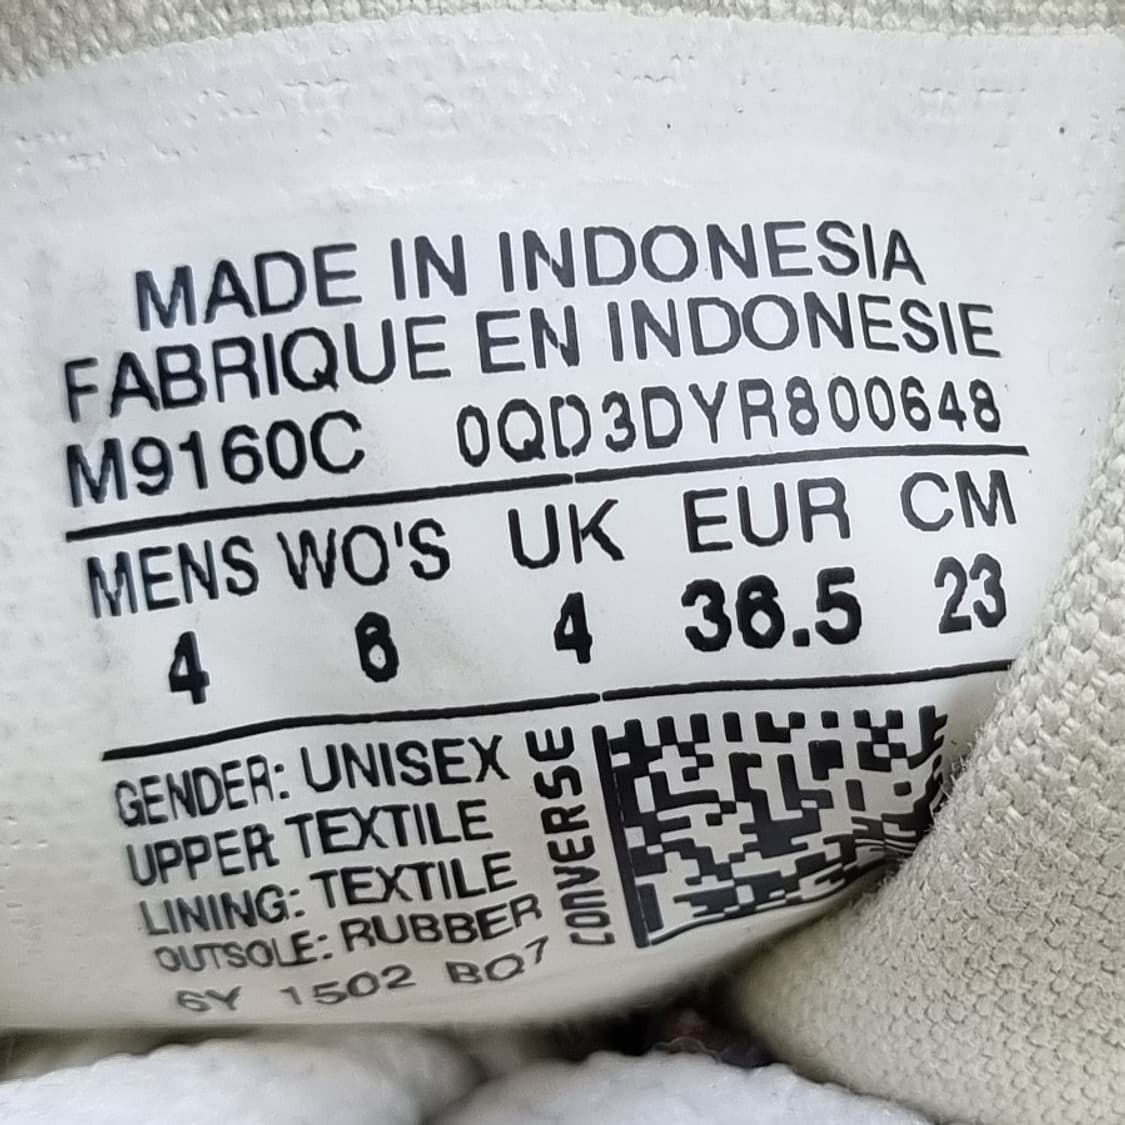 MADE IN INDONESIA
FABRIQUE EN INDONESIE
M9160C 0QD3DYR800648
MENS WO'S UK EUR CM
4 6 4 36.5 23
GENDER: UNISEX
UPPER TEXTILE
LINING: TEXTILE
OUTSOLE: RUBBER
6Y 1502 BQ7
CONVERSE